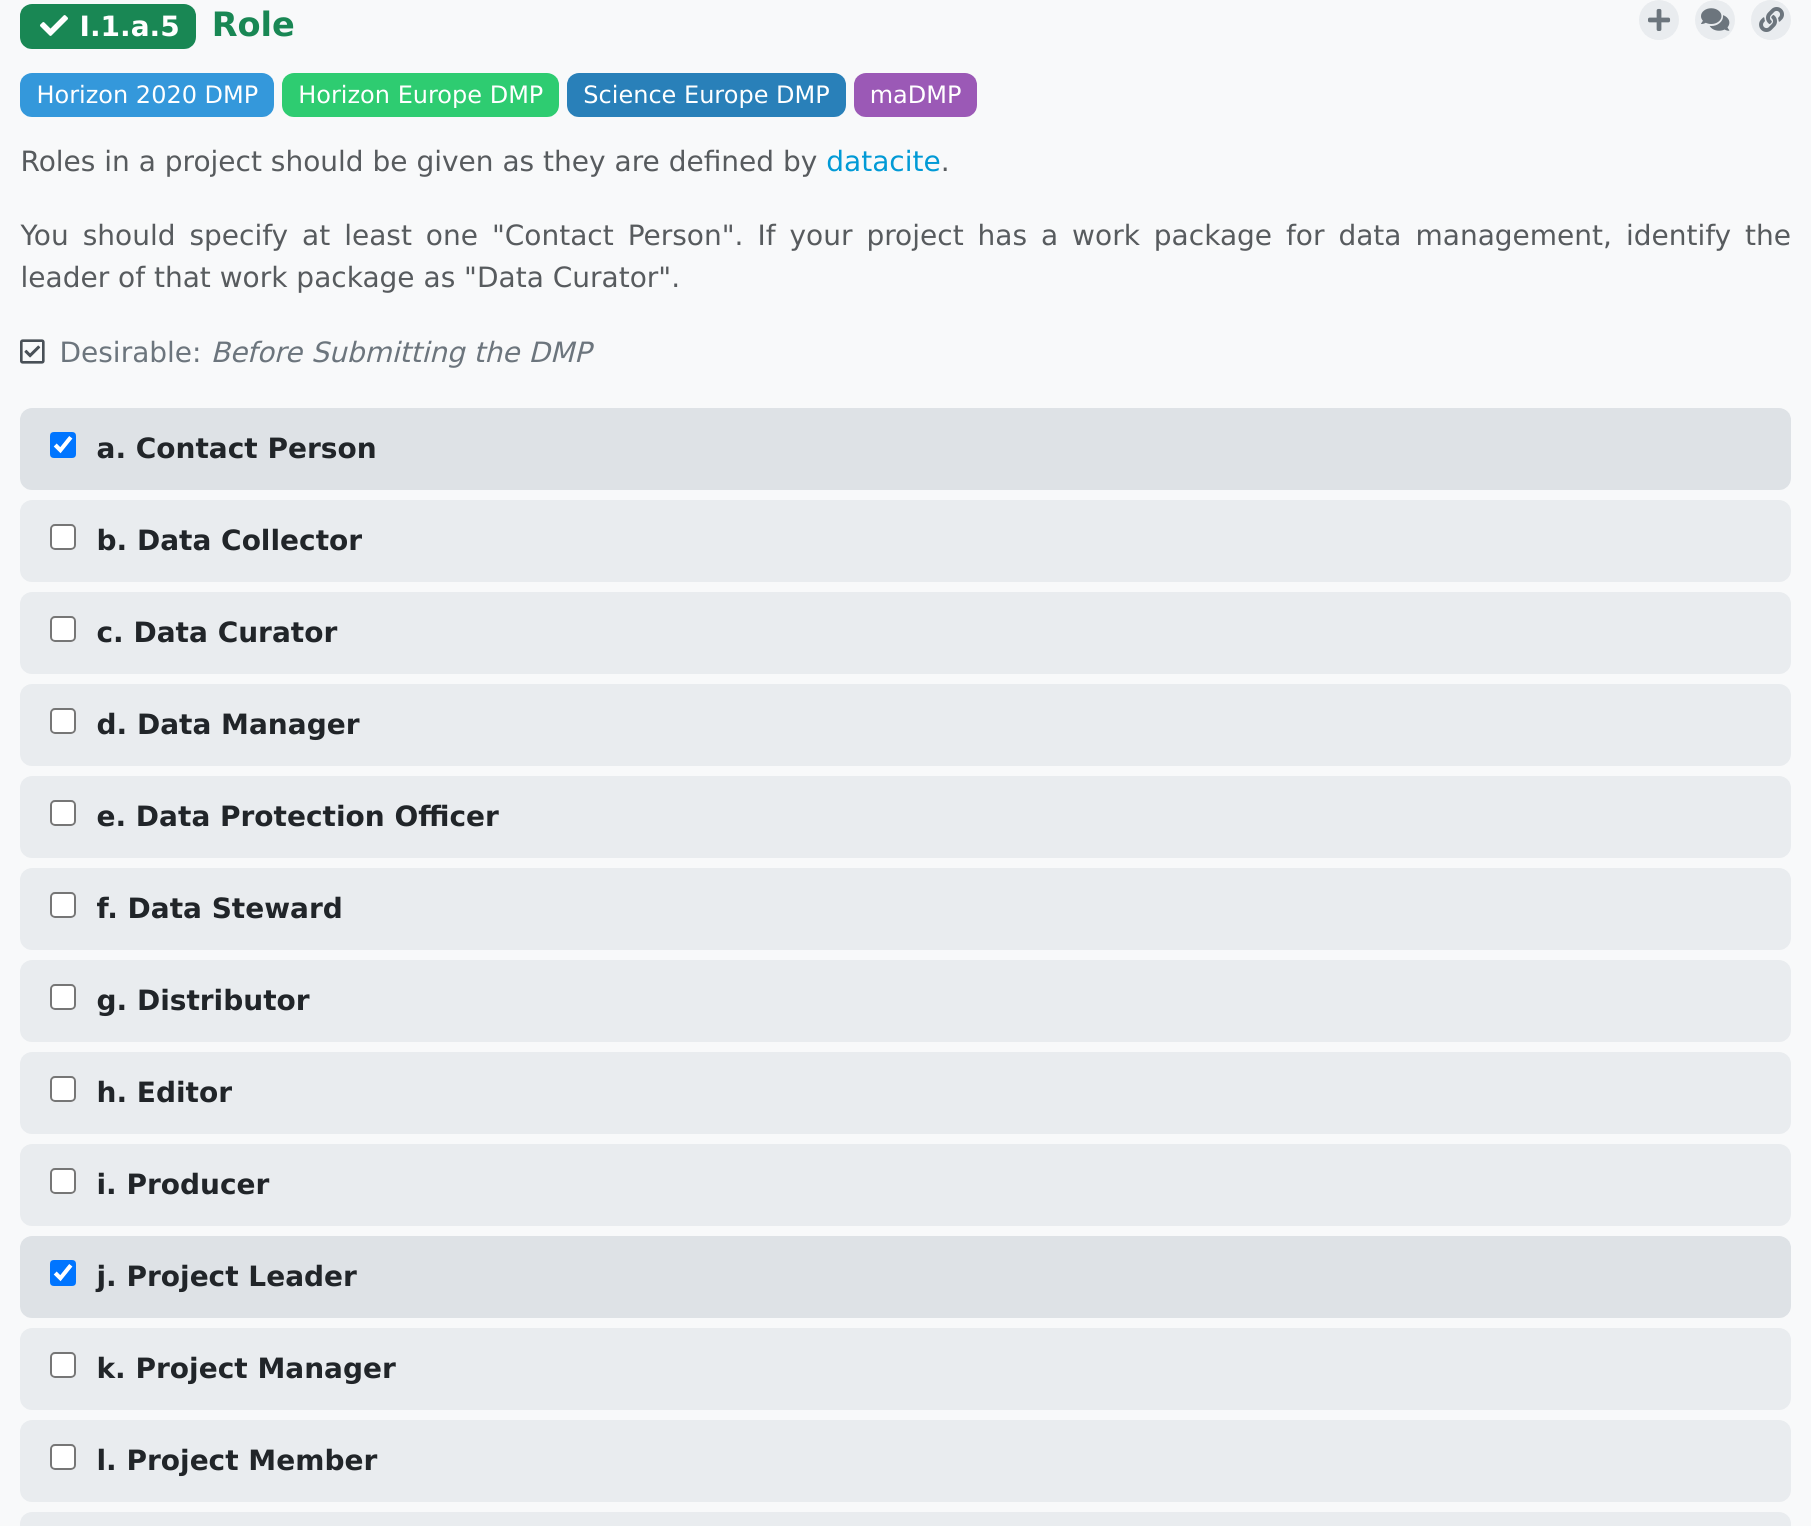 I.1.a.5 Role
Horizon 2020 DMP Horizon Europe DMP Science Europe DMP maDMP
Roles in a project should be given as they are defined by datacite.
You should specify at least one "Contact Person". If your project has a work package for data management, identify the
leader of that work package as "Data Curator".
Desirable: Before Submitting the DMP
a. Contact Person
b. Data Collector
c. Data Curator
d. Data Manager
e. Data Protection Officer
f. Data Steward
g. Distributor
h. Editor
i. Producer
j. Project Leader
k. Project Manager
l. Project Member